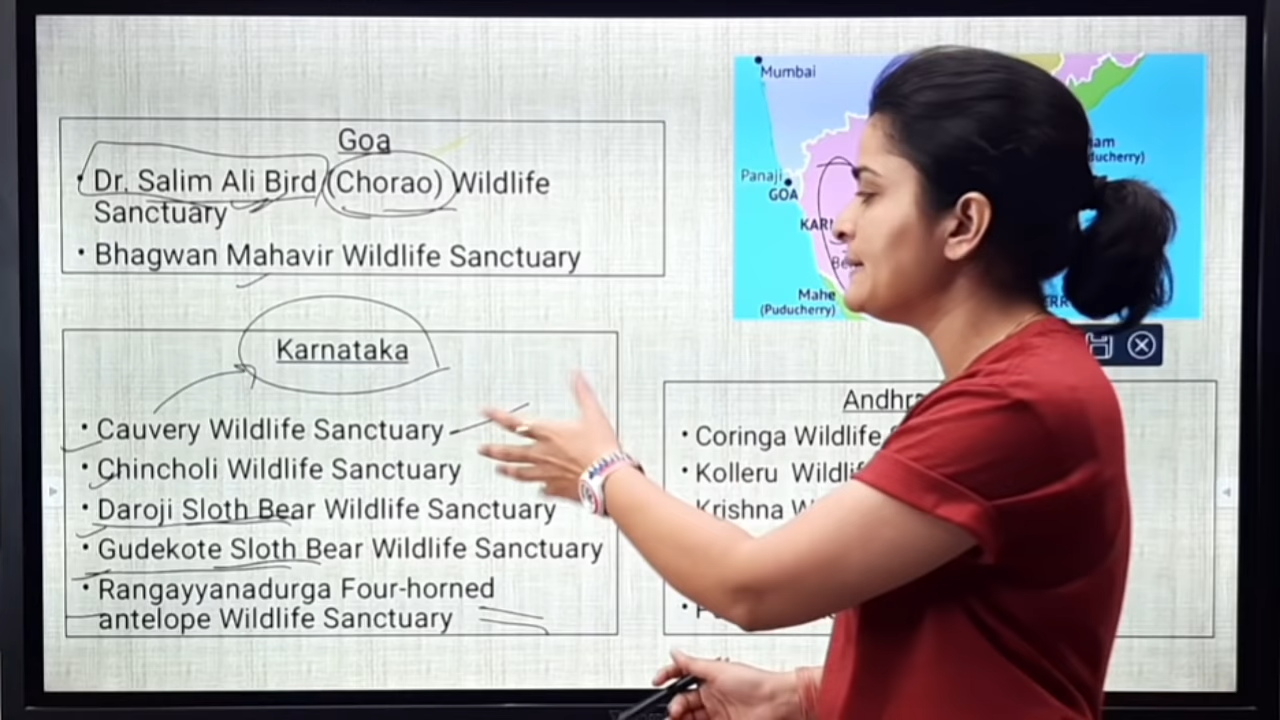 Goa
• Dr. Salim Ali Bird (Chorao) Wildlife
Sanctuary
• Bhagwan Mahavir Wildlife Sanctuary
Karnataka
• Cauvery Wildlife Sanctuary
• Chincholi Wildlife Sanctuary
• Daroji Sloth Bear Wildlife Sanctuary
• Gudekote Sloth Bear Wildlife Sanctuary
• Rangayyanadurga Four-horned
antelope Wildlife Sanctuary
Mumbai
Panaji
GOA
Mahe
(Puducherry)
• Coringa Wildlife
• Kolleru Wildlif
• Krishna W